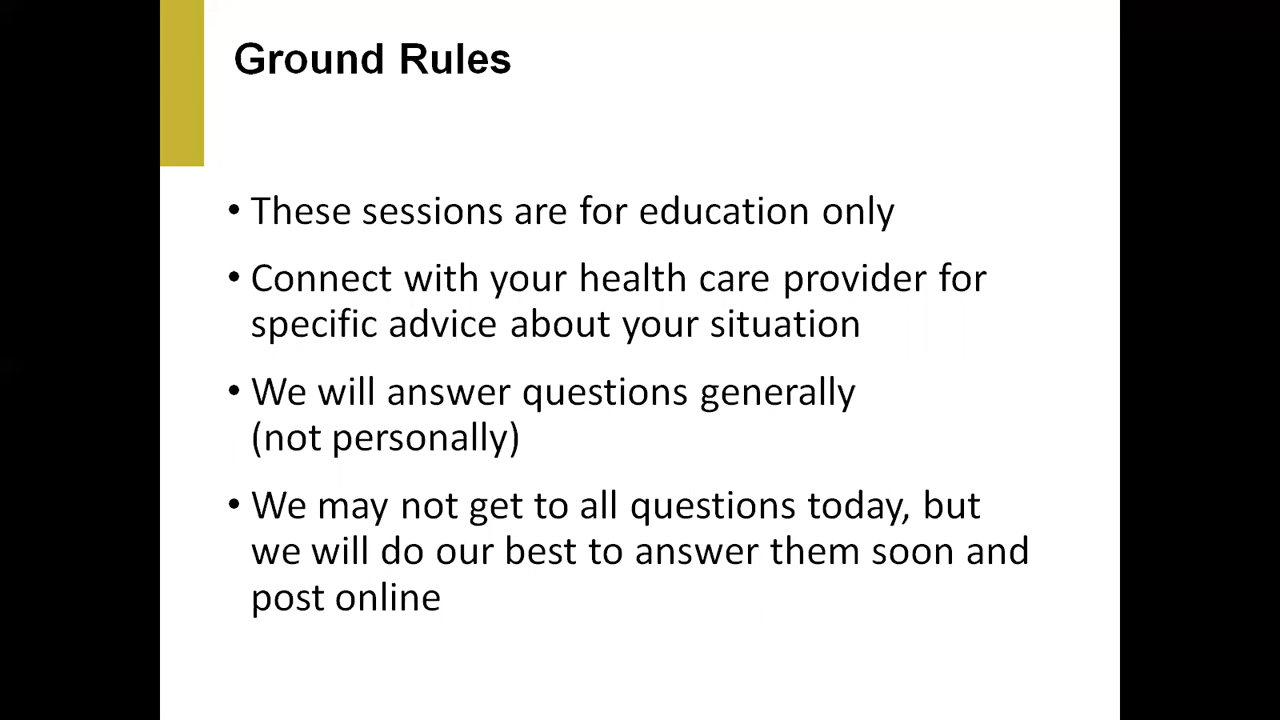 Ground Rules
• These sessions are for education only
• Connect with your health care provider for
specific advice about your situation
• We will answer questions generally
(not personally)
• We may not get to all questions today, but
we will do our best to answer them soon and
post online